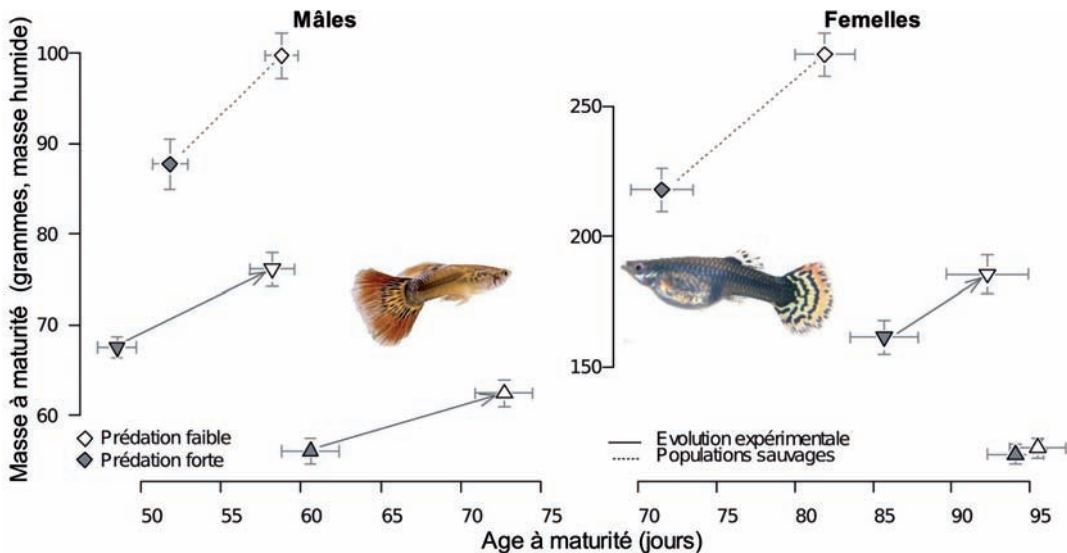 Mâles
Femelles
Masse à maturité (grammes, masse humide)
100
90
80
70
60
250
200
150
Prédation faible
Prédation forte
Evolution expérimentale
Populations sauvages
50 55 60 65 70 72 75
70 75 80 85 90 95
Age à maturité (jours)